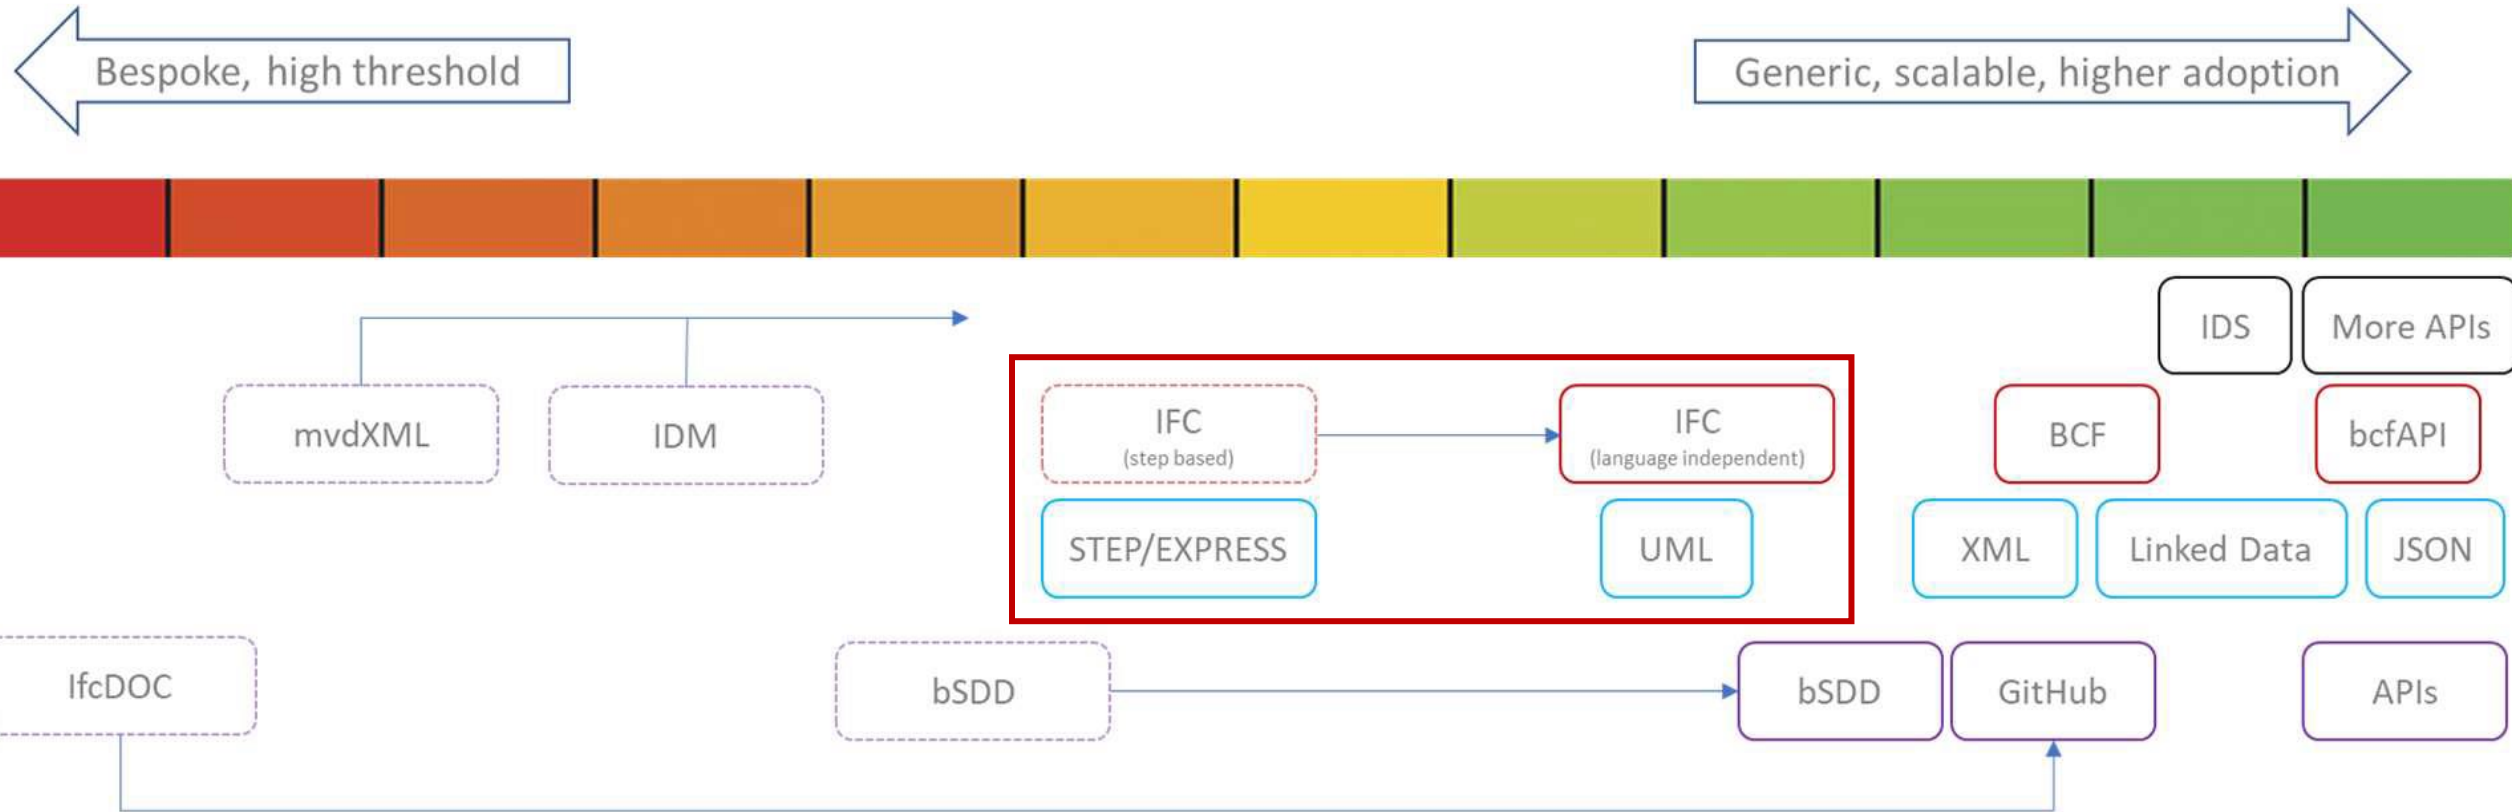 Bespoke, high threshold
Generic, scalable, higher adoption
IDS
More APIs
mvdXML
IDM
IFC
(step based)
IFC
(language independent)
BCF
bcfAPI
STEP/EXPRESS
UML
XML
Linked Data
JSON
IfcDOC
bSDD
bSDD
GitHub
APIs